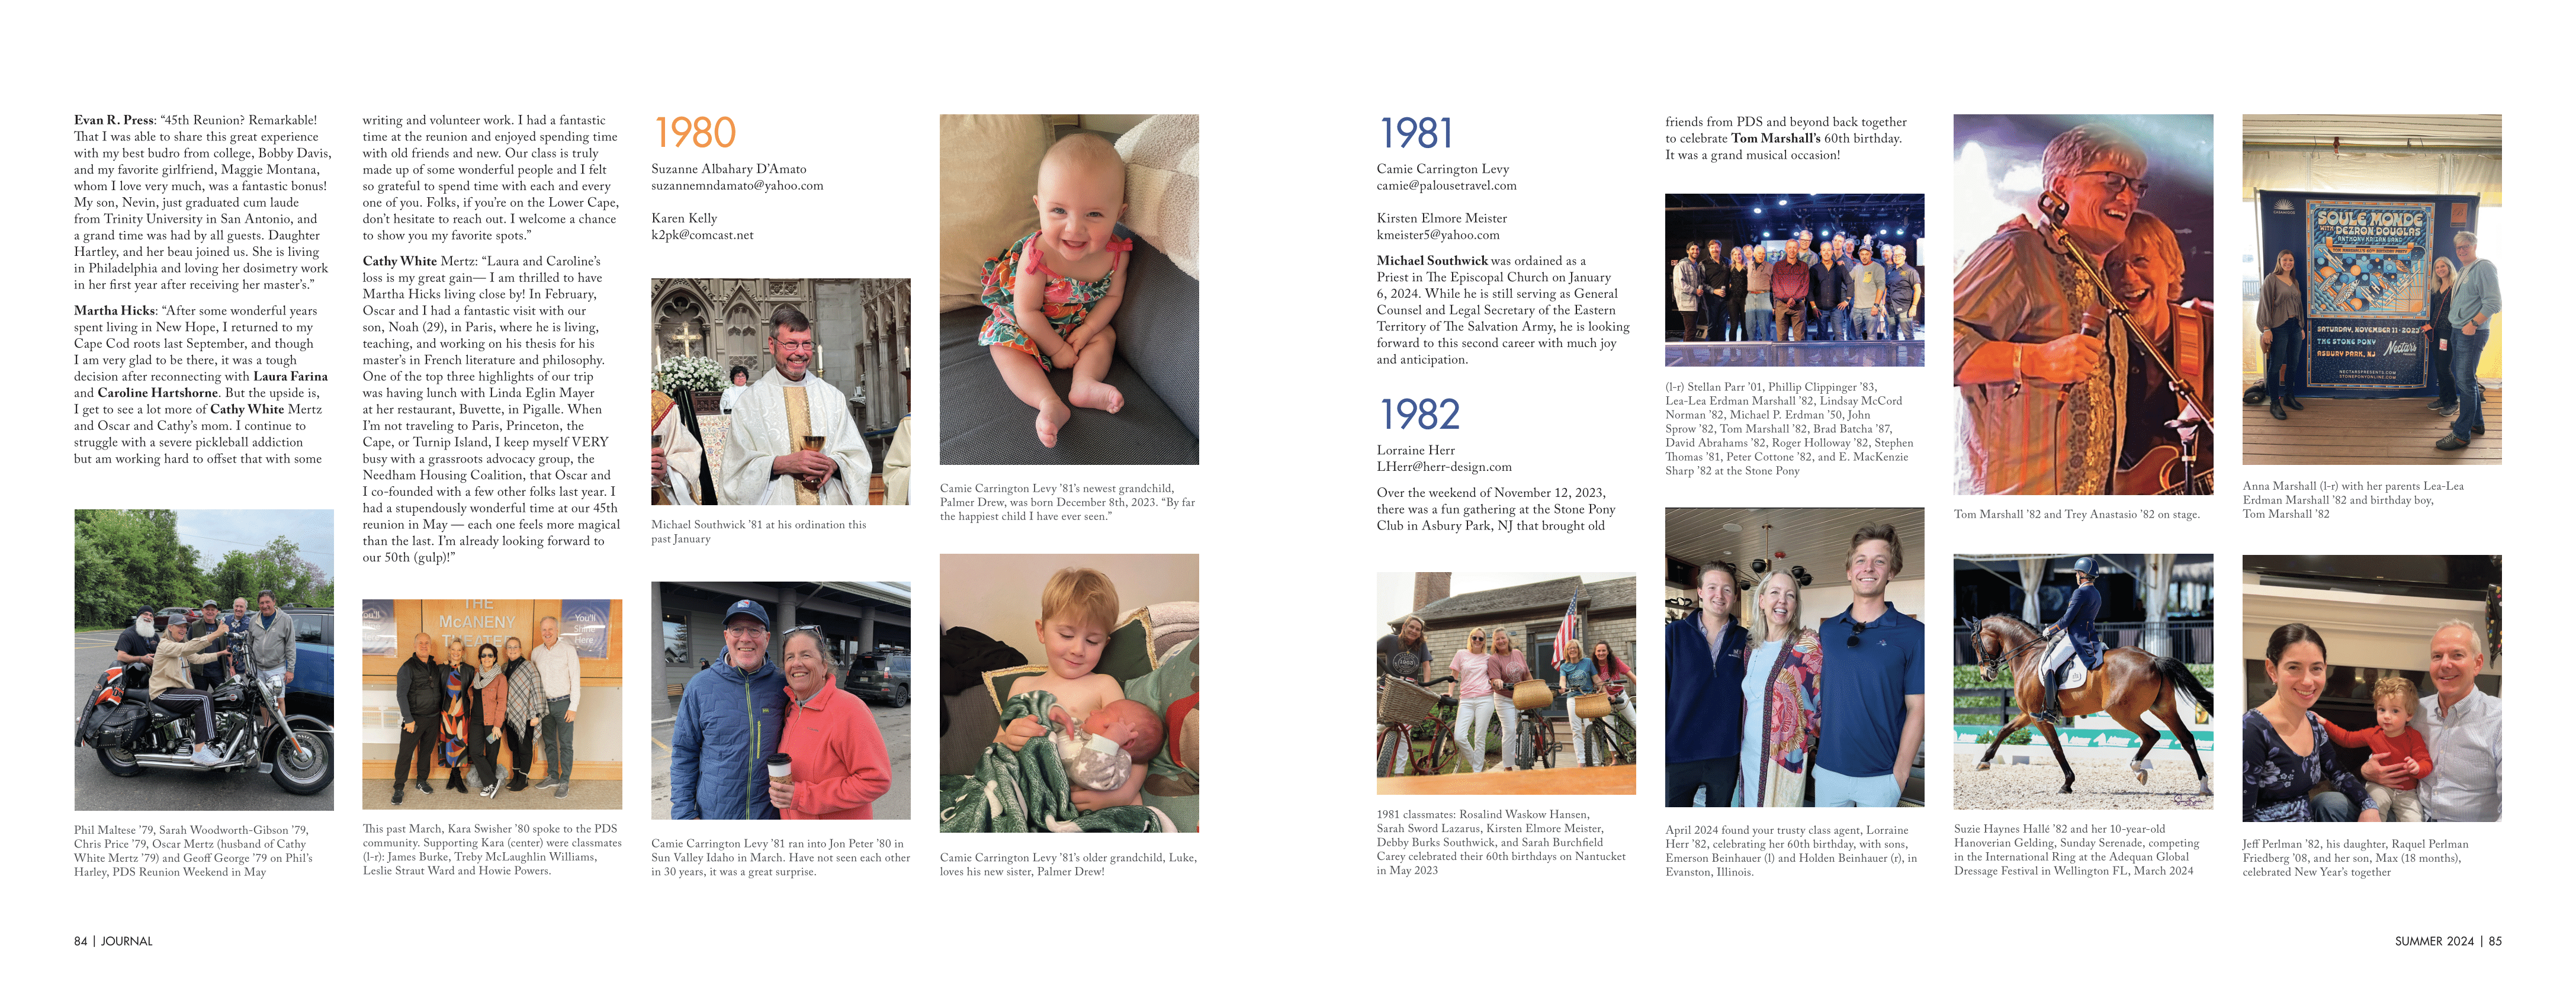 Evan R. Press: “45th Reunion? Remarkable!
That I was able to share this great experience
with my best budro from college, Bobby Davis,
and my favorite girlfriend, Maggie Montana,
whom I love very much, was a fantastic bonus!
My son, Nevin, just graduated cum laude
from Trinity University in San Antonio, and
a grand time was had by all guests. Daughter
Hartley, and her beau joined us. She is living
in Philadelphia and loving her dosimetry work
in her first year after receiving her master’s.”
Martha Hicks: “After some wonderful years
spent living in New Hope, I returned to my
Cape Cod roots last September, and though
I am very glad to be there, it was a tough
decision after reconnecting with Laura Farina
and Caroline Hartshorne. But the upside is,
I get to see a lot more of Cathy White Mertz
and Oscar and Cathy’s mom. I continue to
struggle with a severe pickleball addiction
but am working hard to offset that with some
Phil Maltese ’79, Sarah Woodworth-Gibson ’79,
Chris Price ’79, Oscar Mertz (husband of Cathy
White Mertz ’79) and Geoff George ’79 on Phil’s
Harley, PDS Reunion Weekend in May
writing and volunteer work. I had a fantastic
time at the reunion and enjoyed spending time
with old friends and new. Our class is truly
made up of some wonderful people and I felt
so grateful to spend time with each and every
one of you. Folks, if you’re on the Lower Cape,
don’t hesitate to reach out. I welcome a chance
to show you my favorite spots.”
Cathy White Mertz: “Laura and Caroline’s
loss is my great gain— I am thrilled to have
Martha Hicks living close by! In February,
Oscar and I had a fantastic visit with our
son, Noah (29), in Paris, where he is living,
teaching, and working on his thesis for his
master’s in French literature and philosophy.
One of the top three highlights of our trip
was having lunch with Linda Eglin Mayer
at her restaurant, Buvette, in Pigalle. When
I’m not traveling to Paris, Princeton, the
Cape, or Turnip Island, I keep myself VERY
busy with a grassroots advocacy group, the
Needham Housing Coalition, that Oscar and
I co-founded with a few other folks last year. I
had a stupendously wonderful time at our 45th
reunion in May — each one feels more magical
than the last. I’m already looking forward to
our 50th (gulp)!”
THE
McANENY
THEATER
You’ll
Shine
Here.
This past March, Kara Swisher ’80 spoke to the PDS
community. Supporting Kara (center) were classmates
(l-r): James Burke, Treby McLaughlin Williams,
Leslie Straut Ward and Howie Powers.
1980
Suzanne Albahary D’Amato
suzannemndamato@yahoo.com
Karen Kelly
k2pk@comcast.net
Michael Southwick ’81 at his ordination this
past January
Camie Carrington Levy ’81 ran into Jon Peter ’80 in
Sun Valley Idaho in March. Have not seen each other
in 30 years, it was a great surprise.
Camie Carrington Levy ’81’s newest grandchild,
Palmer Drew, was born December 8th, 2023. “By far
the happiest child I have ever seen.”
Camie Carrington Levy ’81’s older grandchild, Luke,
loves his new sister, Palmer Drew!
84 | JOURNAL
1981
Camie Carrington Levy
camie@palousetravel.com
Kirsten Elmore Meister
kmeister5@yahoo.com
Michael Southwick was ordained as a
Priest in The Episcopal Church on January
6, 2024. While he is still serving as General
Counsel and Legal Secretary of the Eastern
Territory of The Salvation Army, he is looking
forward to this second career with much joy
and anticipation.
1982
Lorraine Herr
LHerr@herr-design.com
Over the weekend of November 12, 2023,
there was a fun gathering at the Stone Pony
Club in Asbury Park, NJ that brought old
1981 classmates: Rosalind Waskow Hansen,
Sarah Sword Lazarus, Kirsten Elmore Meister,
Debby Burks Southwick, and Sarah Burchfield
Carey celebrated their 60th birthdays on Nantucket
in May 2023
friends from PDS and beyond back together
to celebrate Tom Marshall’s 60th birthday.
It was a grand musical occasion!
(l-r) Stellan Parr ’01, Phillip Clippinger ’83,
Lea-Lea Erdman Marshall ’82, Lindsay McCord
Norman ’82, Michael P. Erdman ’50, John
Sprow ’82, Tom Marshall ’82, Brad Batcha ’87,
David Abrahams ’82, Roger Holloway ’82, Stephen
Thomas ’81, Peter Cottone ’82, and E. MacKenzie
Sharp ’82 at the Stone Pony
April 2024 found your trusty class agent, Lorraine
Herr ’82, celebrating her 60th birthday, with sons,
Emerson Beinhauer (l) and Holden Beinhauer (r), in
Evanston, Illinois.
Tom Marshall ’82 and Trey Anastasio ’82 on stage.
Suzie Haynes Hallé ’82 and her 10-year-old
Hanoverian Gelding, Sunday Serenade, competing
in the International Ring at the Adequan Global
Dressage Festival in Wellington FL, March 2024
SOULE MONDE
WITH DEZRON DOUGLAS
ANTHONY KRIZAN BAND
SATURDAY, NOVEMBER 11 · 2023
THE STONE PONY
ASBURY PARK, NJ
Nectar's
NECTARSPRESENTS.COM
STONEPONYONLINE.COM
Anna Marshall (l-r) with her parents Lea-Lea
Erdman Marshall ’82 and birthday boy,
Tom Marshall ’82
Jeff Perlman ’82, his daughter, Raquel Perlman
Friedberg ’08, and her son, Max (18 months),
celebrated New Year’s together
SUMMER 2024 | 85